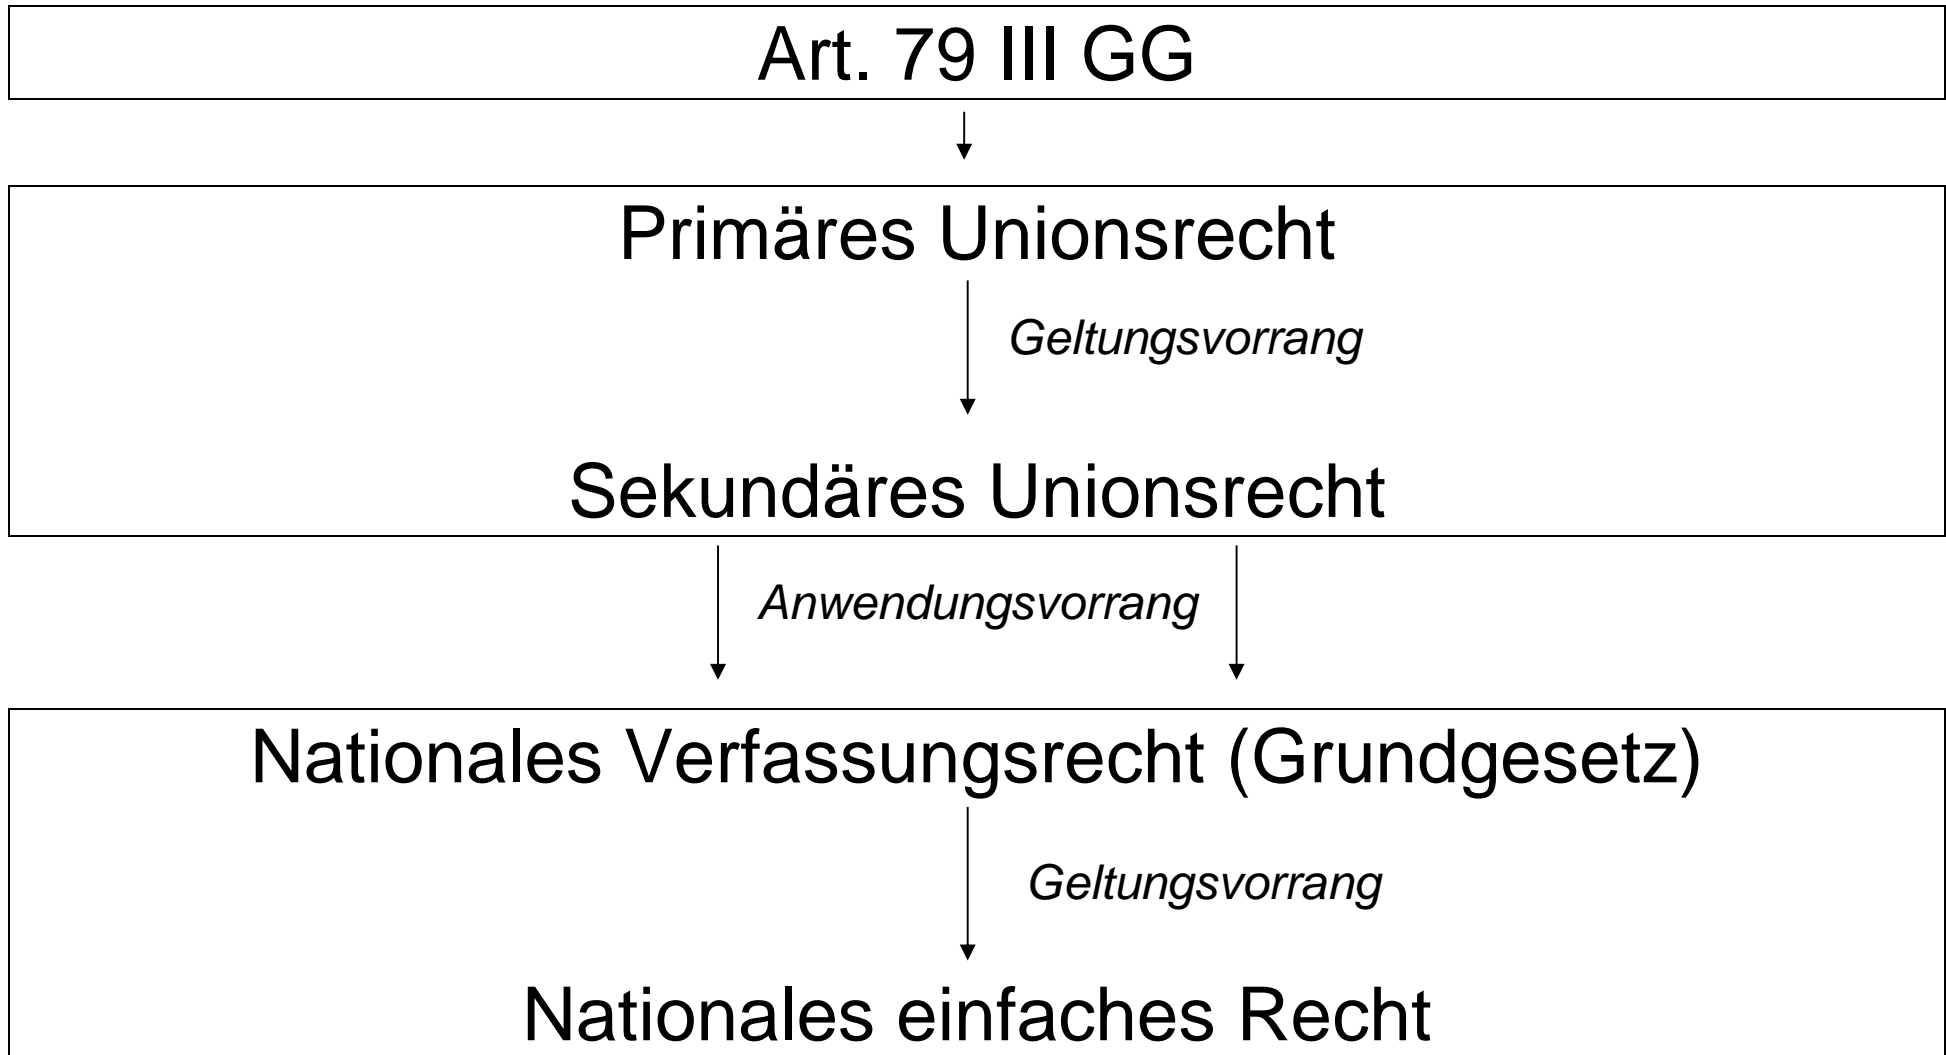 Art. 79 III GG
Primäres Unionsrecht
Geltungsvorrang
Sekundäres Unionsrecht
Anwendungsvorrang
Nationales Verfassungsrecht (Grundgesetz)
Geltungsvorrang
Nationales einfaches Recht